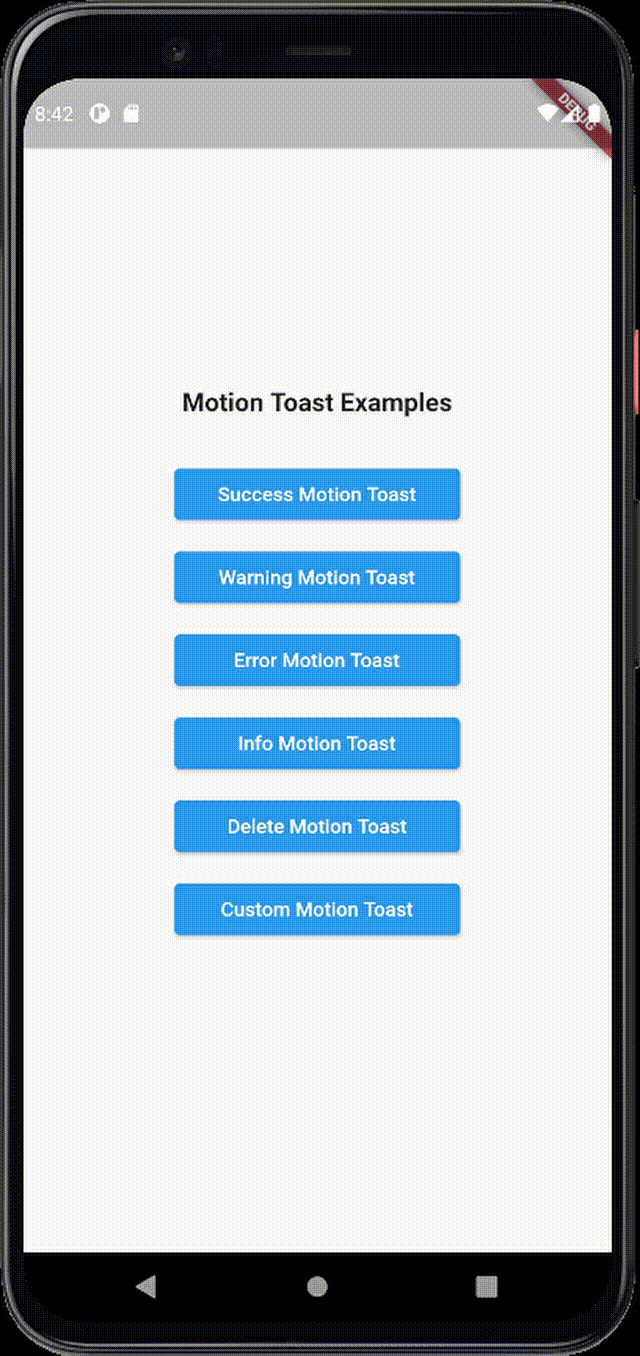 8:42
DEBUG
Motion Toast Examples
Success Motion Toast
Warning Motion Toast
Error Motion Toast
Info Motion Toast
Delete Motion Toast
Custom Motion Toast